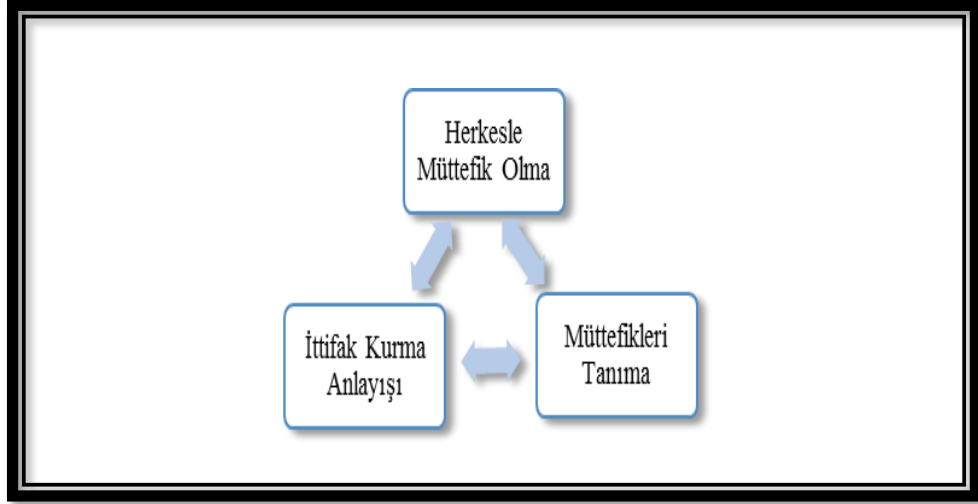 Herkesle
Müttefik Olma
İttifak Kurma
Anlayışı
Müttefikleri
Tanıma